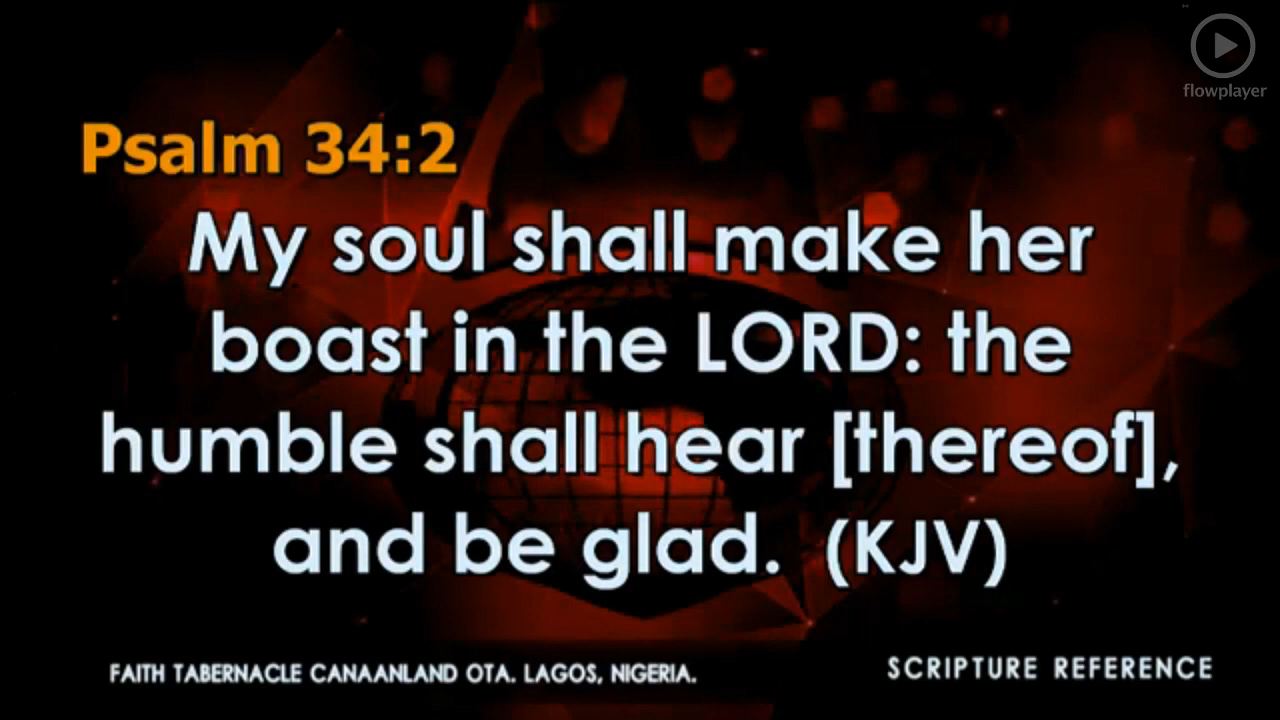 flowplayer
Psalm 34:2
My soul shall make her
boast in the LORD: the
humble shall hear [thereof],
and be glad. (KJV)
FAITH TABERNACLE CANAANLAND OTA. LAGOS, NIGERIA.
SCRIPTURE REFERENCE